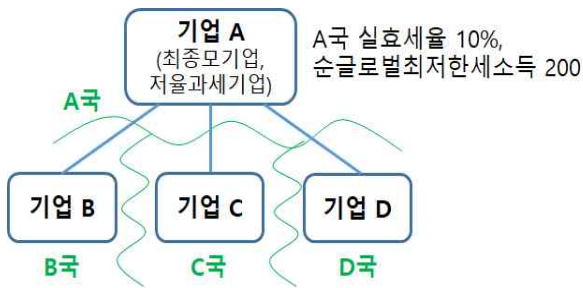 기업 A
(최종모기업,
저율과세기업)
A국 실효세율 10%,
순글로벌최저한세소득 200
A국
기업 B
기업 C
기업 D
B국
C국
D국